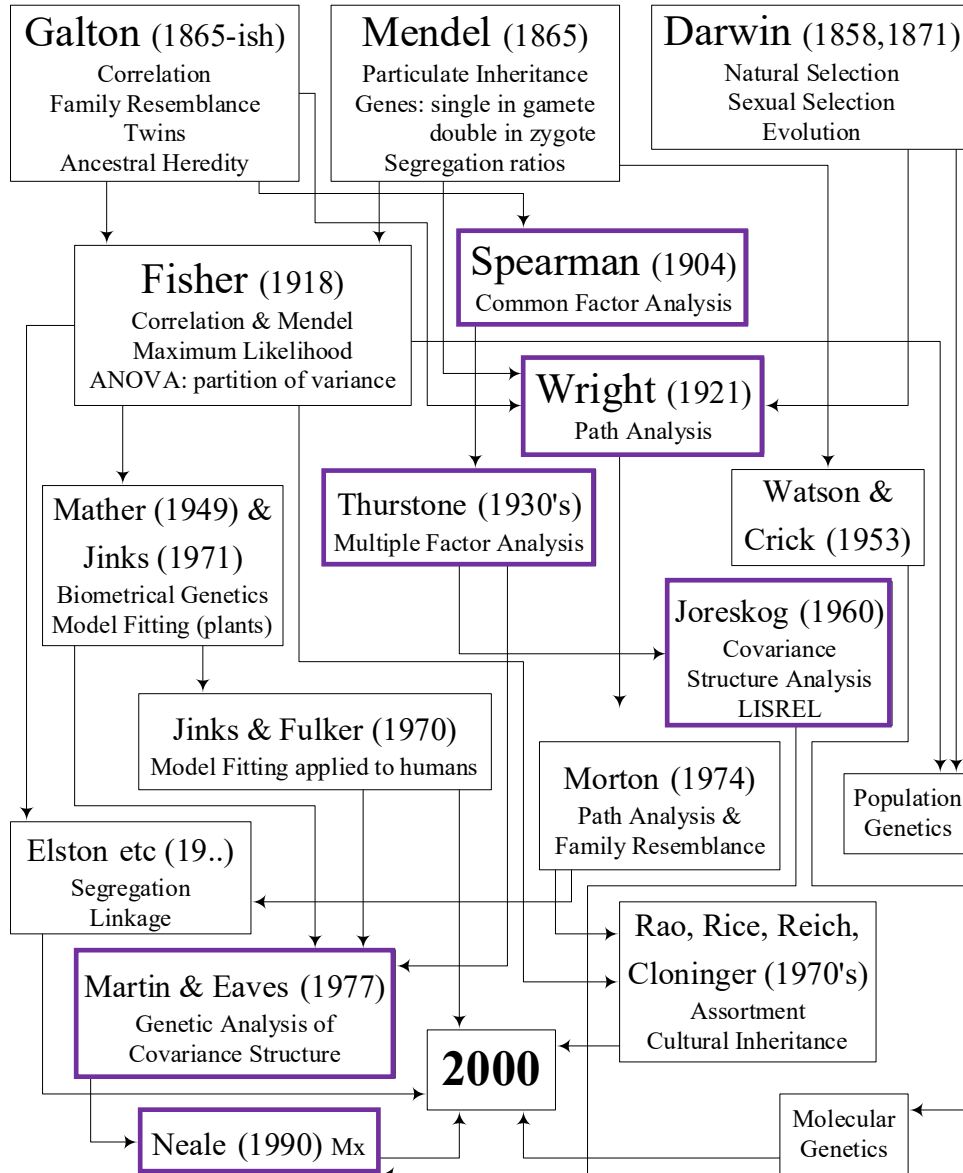 Galton (1865-ish)
Correlation
Family Resemblance
Twins
Ancestral Heredity
Mendel (1865)
Particulate Inheritance
Genes: single in gamete
double in zygote
Segregation ratios
Darwin (1858,1871)
Natural Selection
Sexual Selection
Evolution
Spearman (1904)
Common Factor Analysis
Fisher (1918)
Correlation & Mendel
Maximum Likelihood
ANOVA: partition of variance
Wright (1921)
Path Analysis
Thurstone (1930's)
Multiple Factor Analysis
Watson &
Crick (1953)
Mather (1949) &
Jinks (1971)
Biometrical Genetics
Model Fitting (plants)
Joreskog (1960)
Covariance
Structure Analysis
LISREL
Jinks & Fulker (1970)
Model Fitting applied to humans
Morton (1974)
Path Analysis &
Family Resemblance
Population
Genetics
Elston etc (19..)
Segregation
Linkage
Rao, Rice, Reich,
Cloninger (1970's)
Assortment
Cultural Inheritance
Martin & Eaves (1977)
Genetic Analysis of
Covariance Structure
2000
Neale (1990) Mx
Molecular
Genetics